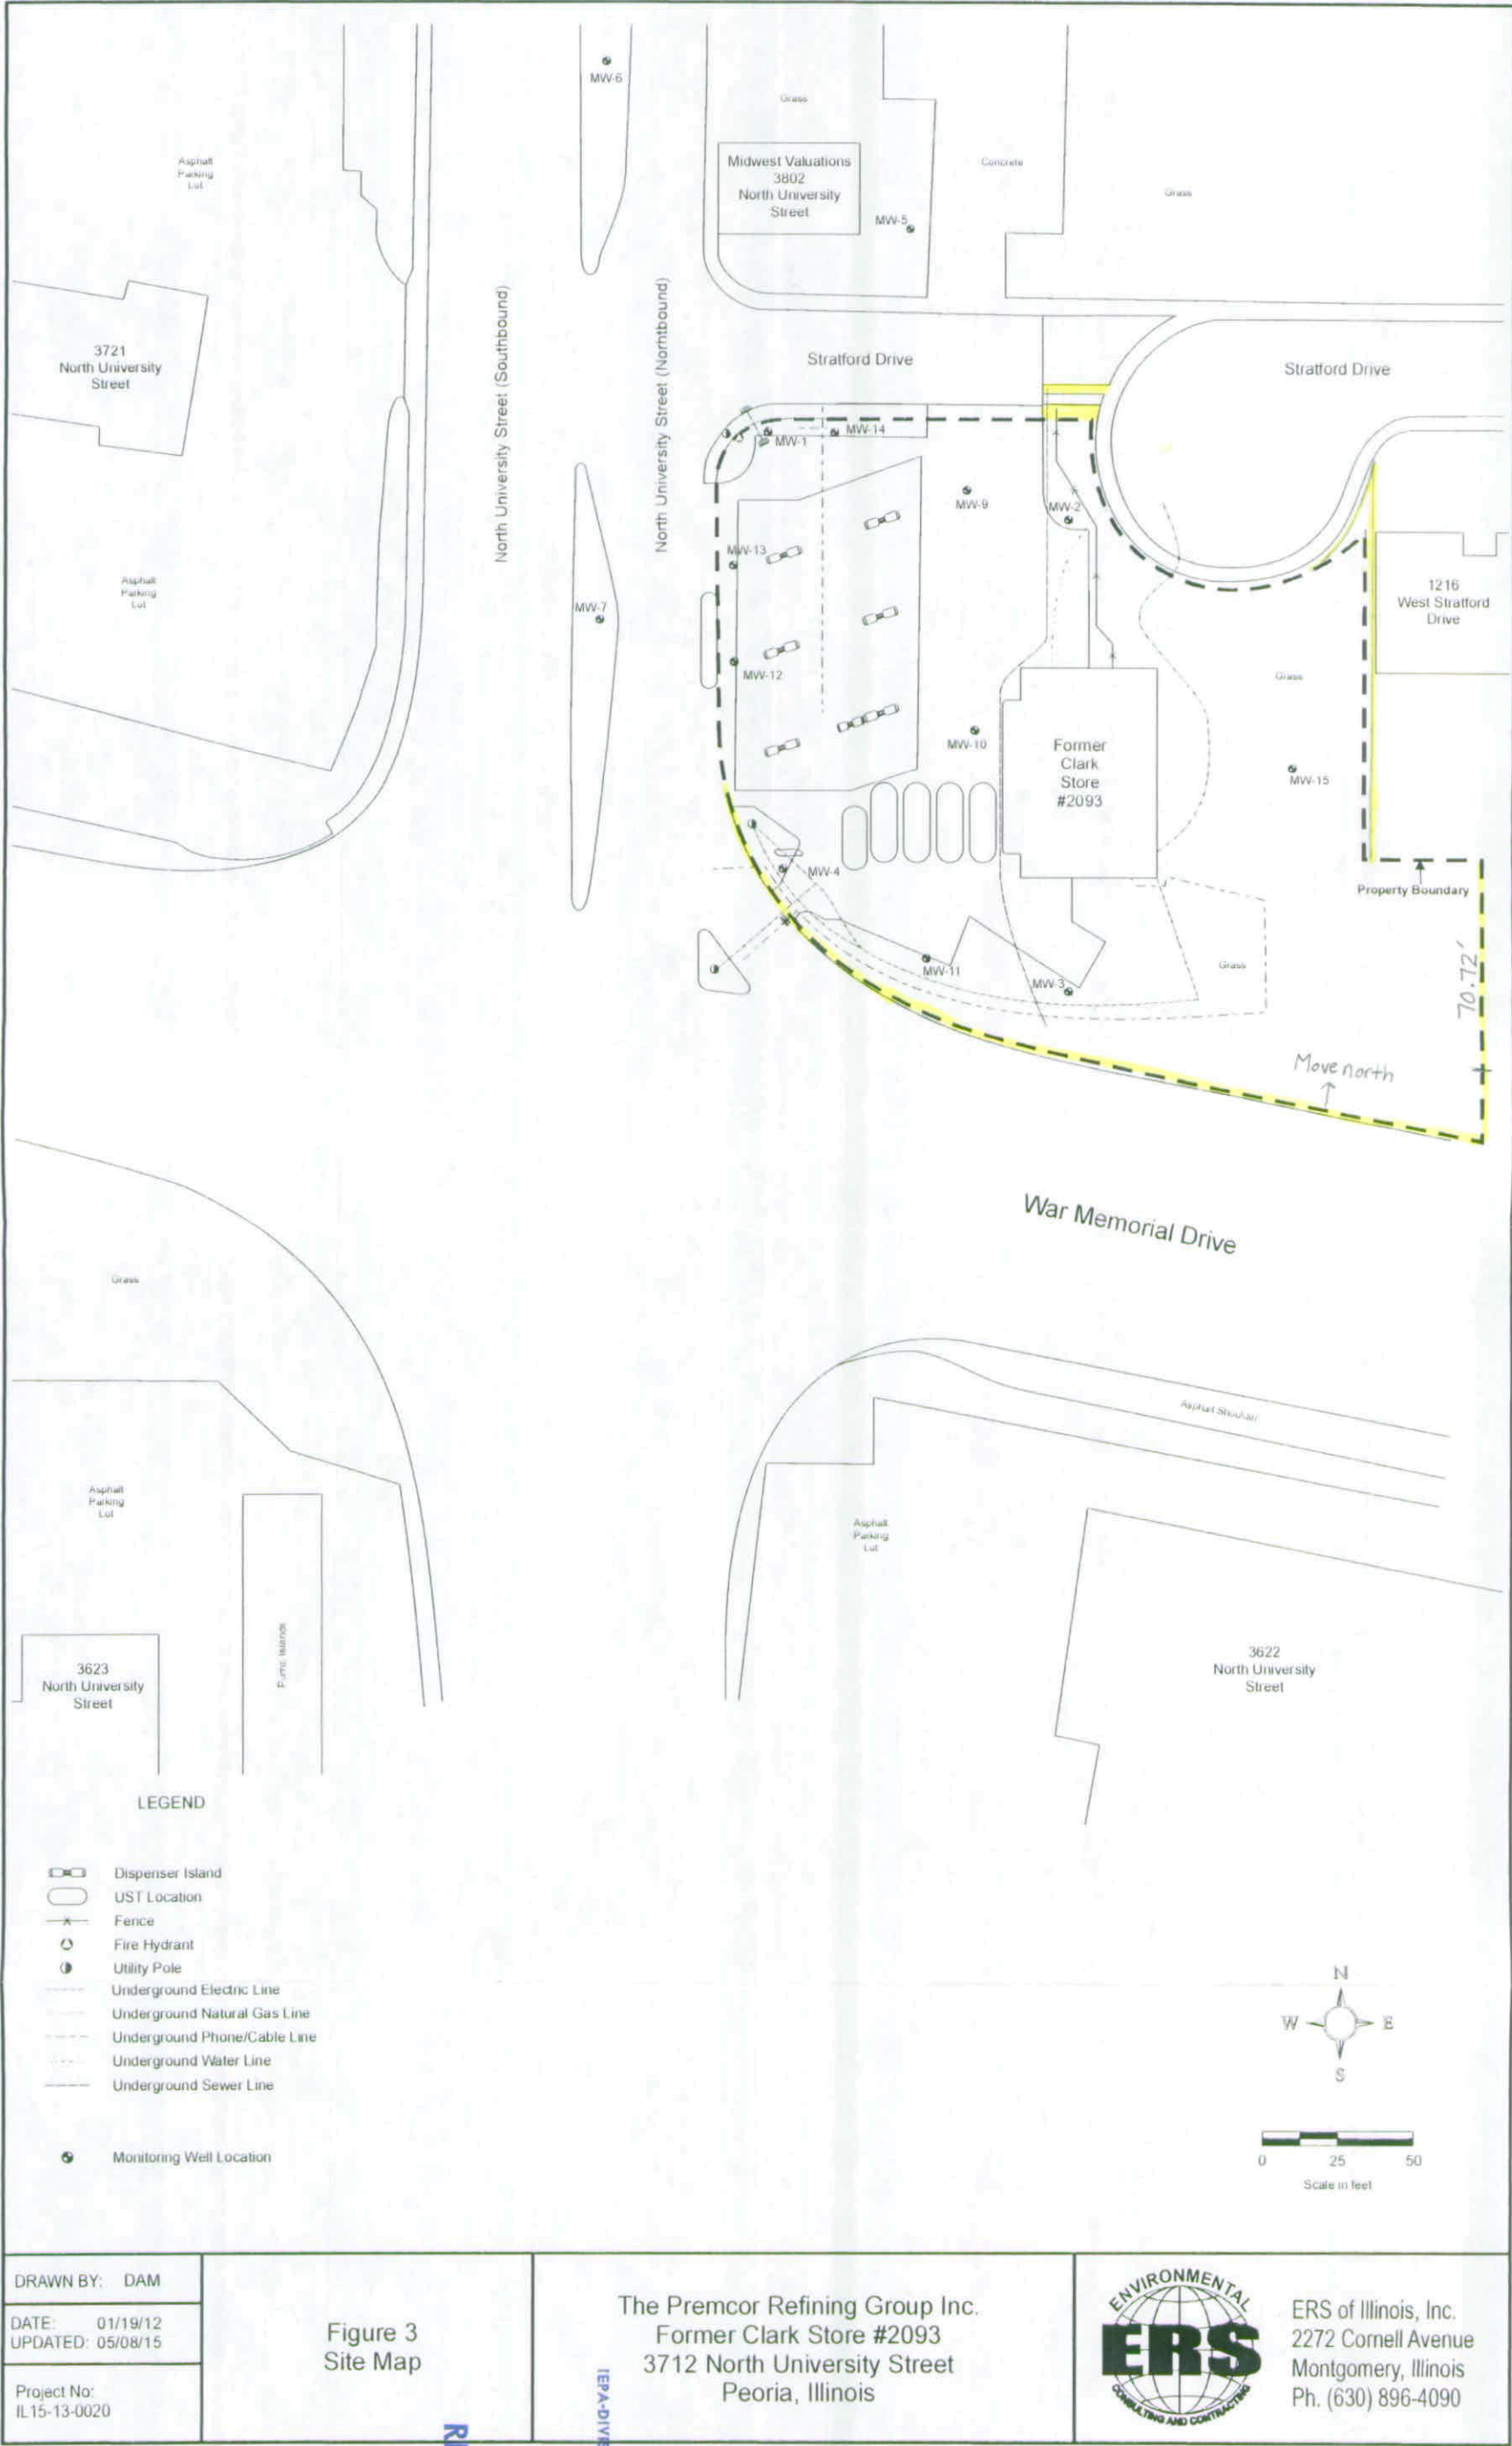 MW-6
Grass
Asphalt
Parking
Lot
Midwest Valuations
3802
North University
Street
MW-5
Concrete
Grass
3721
North University
Street
North University Street (Southbound)
North University Street (Norhtbound)
Stratford Drive
Stratford Drive
MW-1
MW-14
MW-9
MW-2
MW-13
Asphalt
Parking
Lot
MW-7
1216
West Stratford
Drive
MW-12
Grass
MW-10
Former
Clark
Store
#2093
MW-15
MW-4
Property Boundary
MW-11
MW-3
Grass
70.72'
Move north
War Memorial Drive
Grass
Asphalt Shoulder
Asphalt
Parking
Lot
Asphalt
Parking
Lot
Pump Islands
3623
North University
Street
3622
North University
Street
LEGEND
Dispenser Island
UST Location
Fence
Fire Hydrant
Utility Pole
Underground Electric Line
Underground Natural Gas Line
Underground Phone/Cable Line
Underground Water Line
Underground Sewer Line
Monitoring Well Location
N
W E
S
0 25 50
Scale in feet
DRAWN BY: DAM
DATE: 01/19/12
UPDATED: 05/08/15
Project No:
IL15-13-0020
Figure 3
Site Map
The Premcor Refining Group Inc.
Former Clark Store #2093
3712 North University Street
Peoria, Illinois
ENVIRONMENTAL
ERS
CONSULTING AND CONTRACTING
ERS of Illinois, Inc.
2272 Cornell Avenue
Montgomery, Illinois
Ph. (630) 896-4090